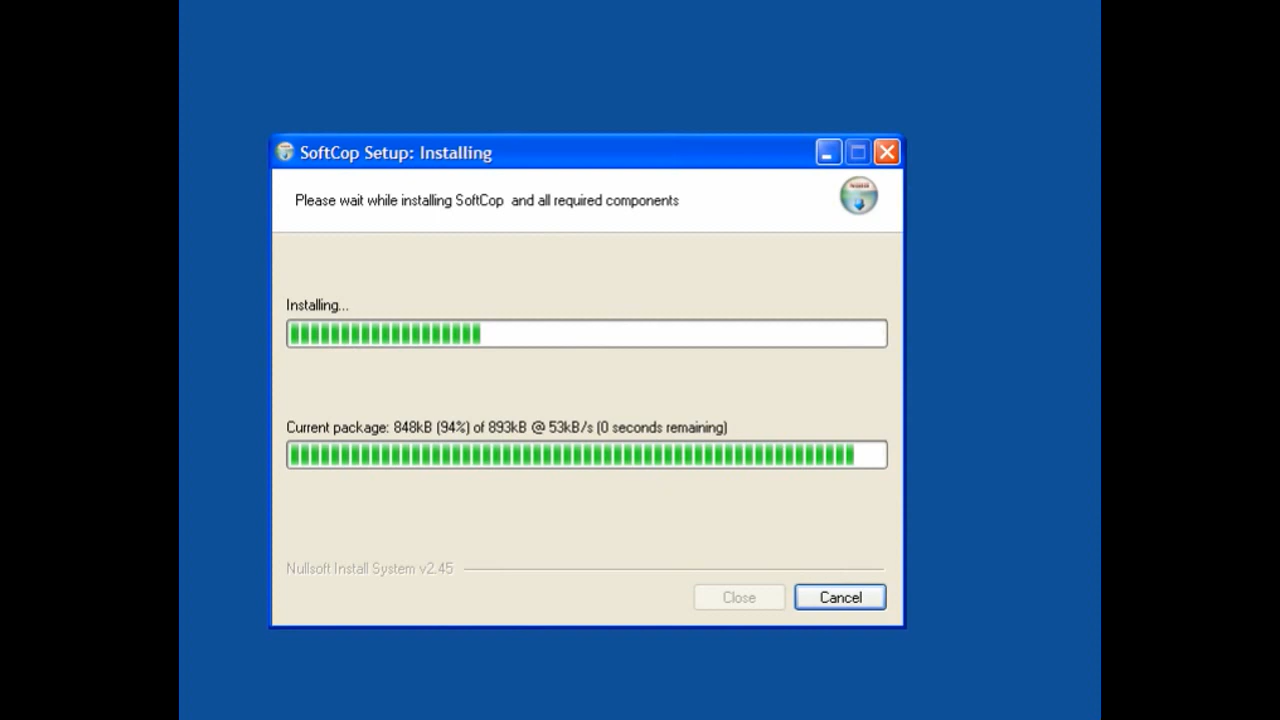 SoftCop Setup: Installing
Please wait while installing SoftCop  and all required components
Installing...
Current package: 848kB (94%) of 893kB @ 53kB/s (0 seconds remaining)
Nullsoft Install System v2.45
Close
Cancel